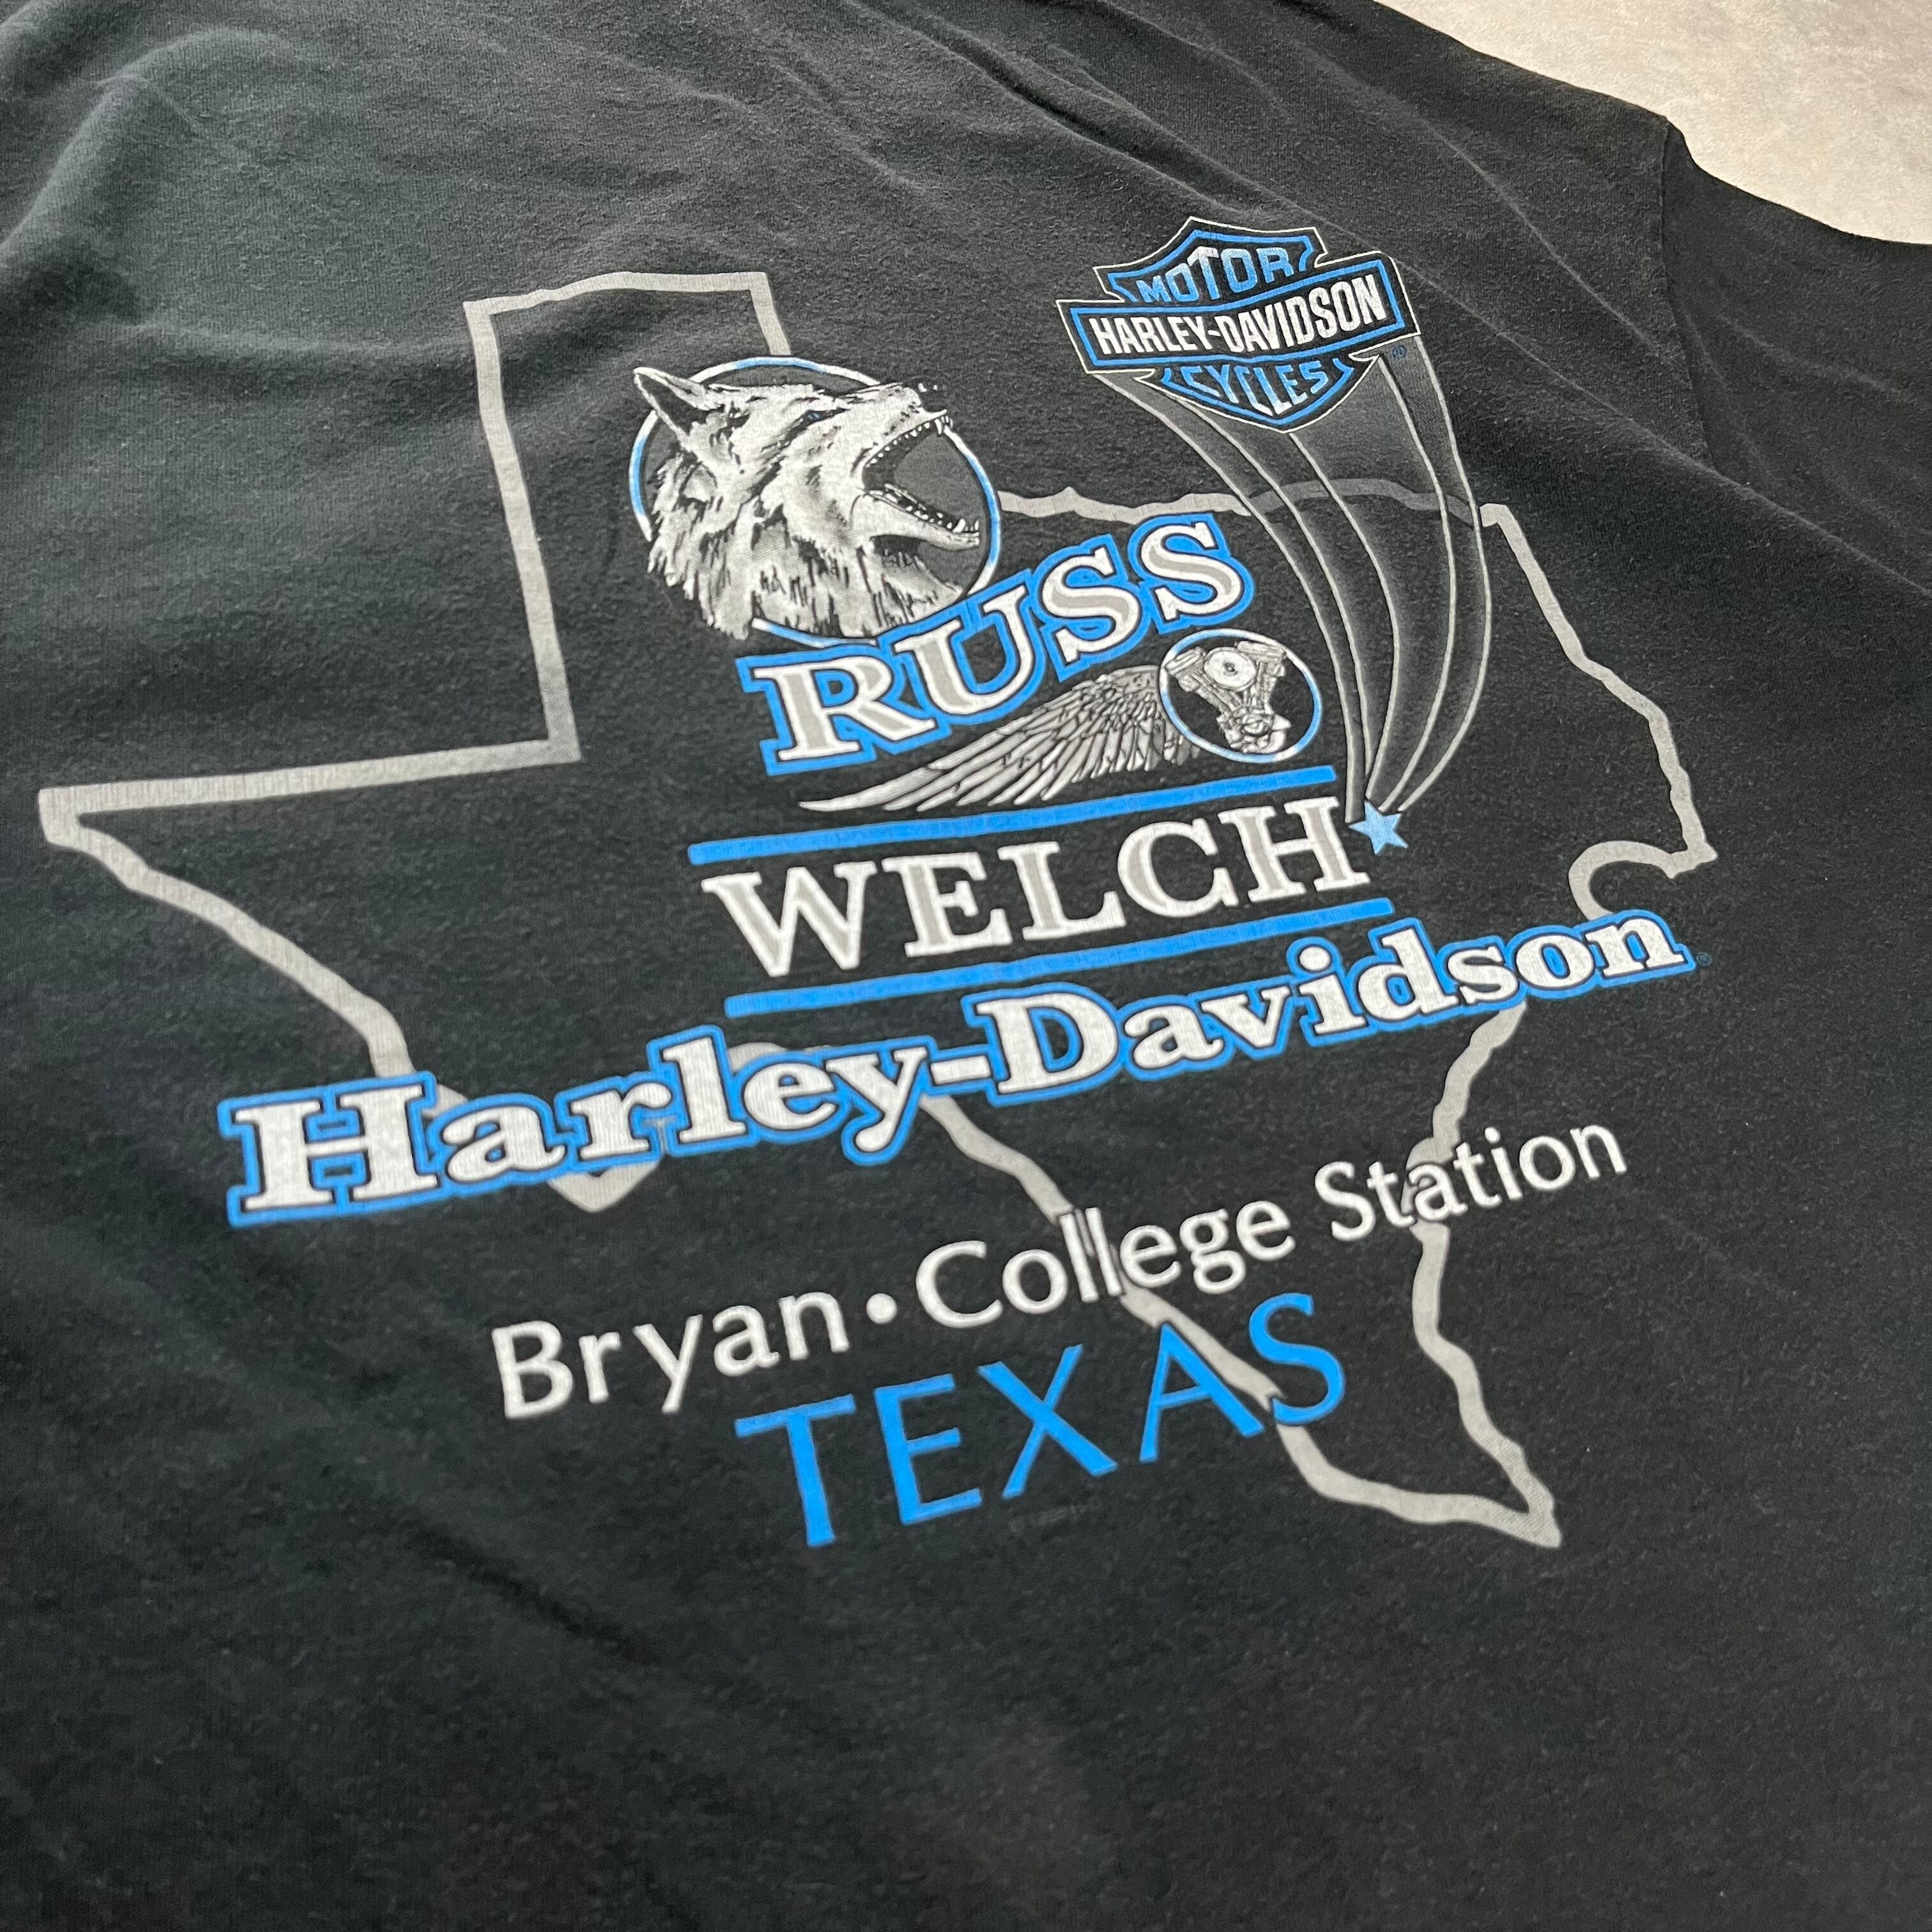 MOTOR
HARLEY-DAVIDSON
CYCLES
®
RUSS
WELCH
Harley-Davidson®
Bryan·College Station
TEXAS